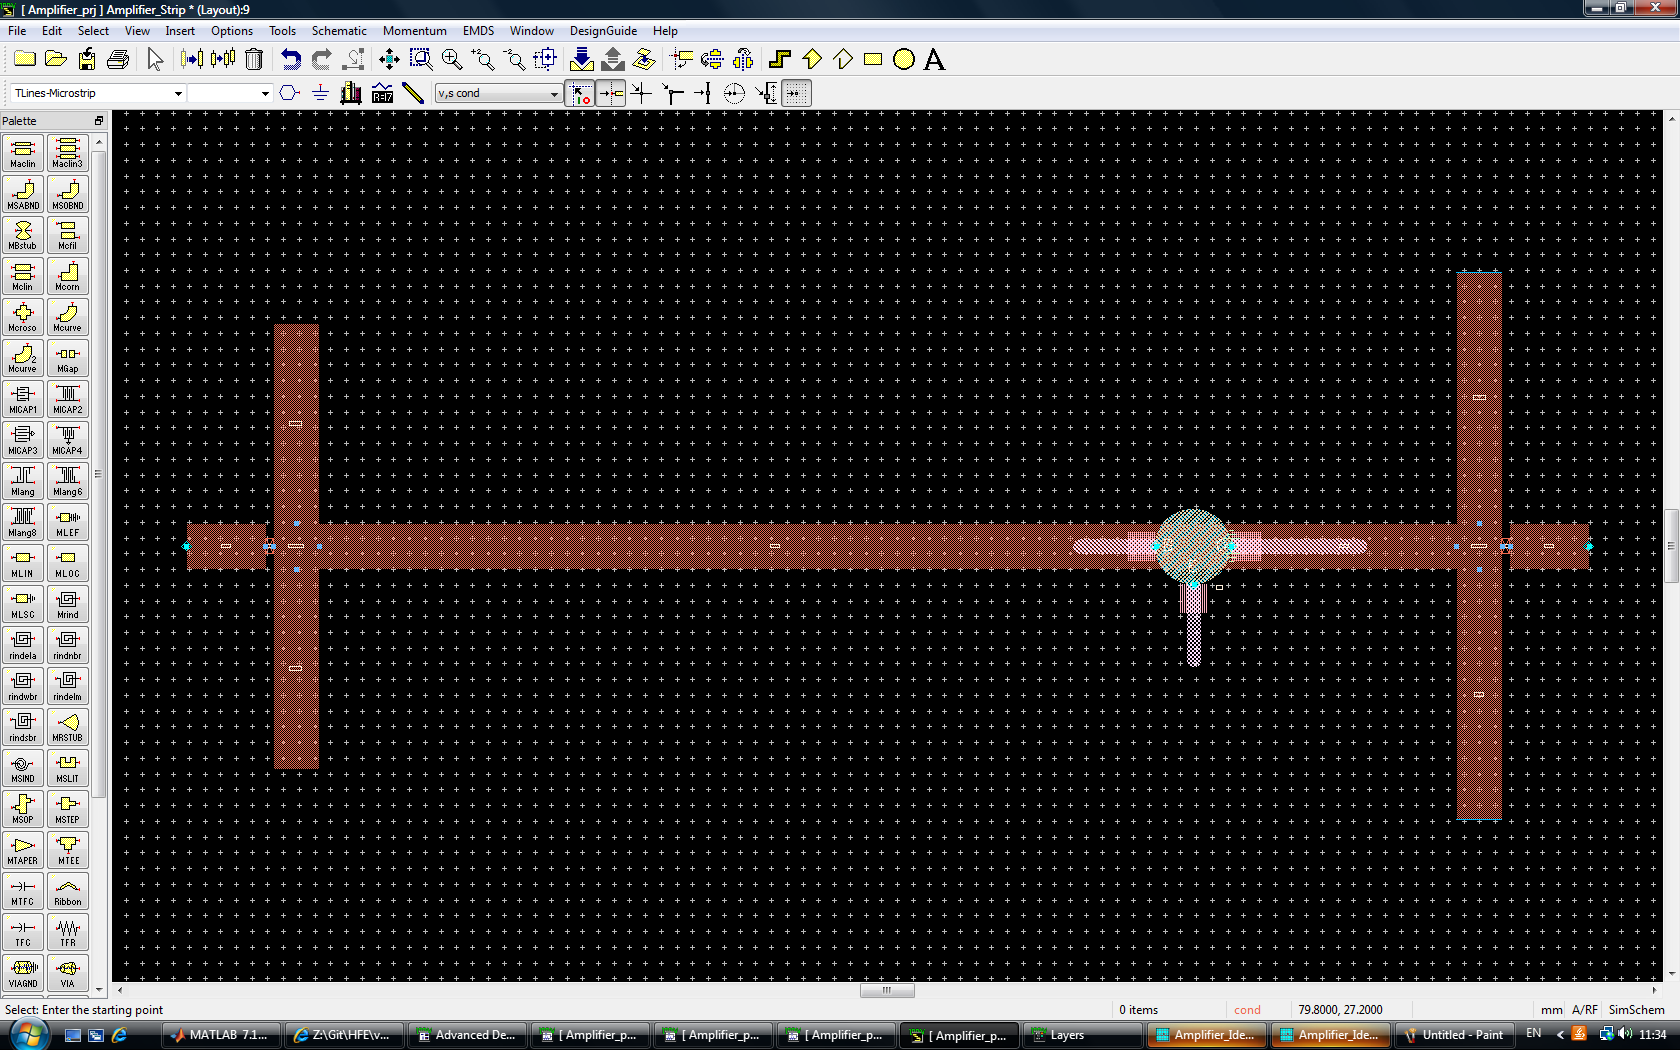 [ Amplifier_prj ] Amplifier_Strip * (Layout):9
File Edit Select View Insert Options Tools Schematic Momentum EMDS Window DesignGuide Help
TLines-Microstrip
v,s cond
Palette
Maclin Maclin3
MSABND MSOBND
MBstub Mcfil
Mclin Mcorn
Mcroso Mcurve
Mcurve MGap
MICAP1 MICAP2
MICAP3 MICAP4
Mlang Mlang6
Mlang8 MLEF
MLIN MLOC
MLSC Mrind
rindela rindnbr
rindwbr rindelm
rindsbr MRSTUB
MSIND MSLIT
MSOP MSTEP
MTAPER MTEE
MTFC Ribbon
TFC TFR
VIAGND VIA
Select: Enter the starting point
0 items
cond
79.8000, 27.2000
mm
A/RF
SimSchem
MATLAB 7.1...
Z:\Git\HFE\v...
Advanced De...
[ Amplifier_p...
[ Amplifier_p...
[ Amplifier_p...
[ Amplifier_p...
Layers
Amplifier_Ide...
Amplifier_Ide...
Untitled - Paint
EN
11:34